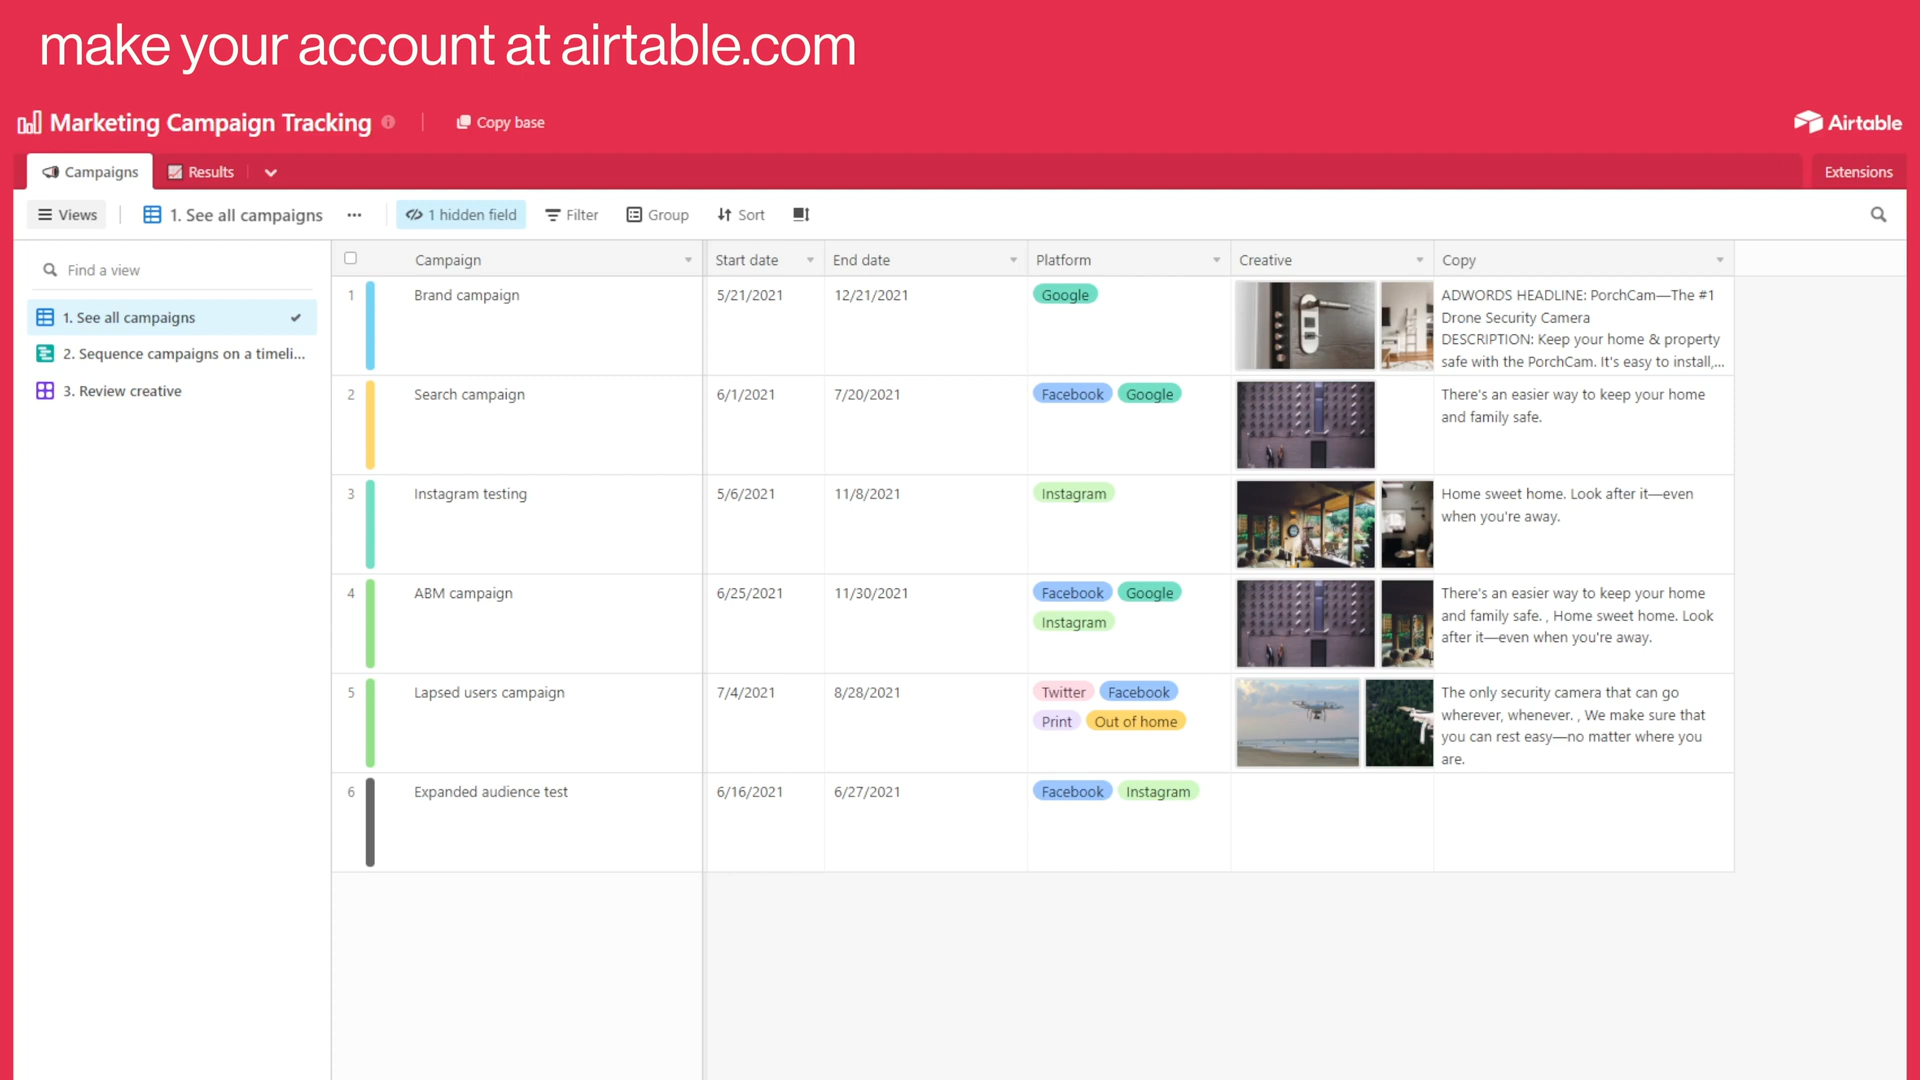 make your account at airtable.com
Marketing Campaign Tracking
Copy base
Airtable
Campaigns
Results
Extensions
Views
1. See all campaigns
1 hidden field
Filter
Group
Sort
Find a view
1. See all campaigns
2. Sequence campaigns on a timeli...
3. Review creative
Campaign Start date End date Platform Creative Copy
1 Brand campaign 5/21/2021 12/21/2021 Google
ADWORDS HEADLINE: PorchCam—The #1
Drone Security Camera
DESCRIPTION: Keep your home & property
safe with the PorchCam. It's easy to install,...
2 Search campaign 6/1/2021 7/20/2021 Facebook Google
There's an easier way to keep your home
and family safe.
3 Instagram testing 5/6/2021 11/8/2021 Instagram
Home sweet home. Look after it—even
when you're away.
4 ABM campaign 6/25/2021 11/30/2021 Facebook Google
Instagram
There's an easier way to keep your home
and family safe. , Home sweet home. Look
after it—even when you're away.
5 Lapsed users campaign 7/4/2021 8/28/2021 Twitter Facebook
Print Out of home
The only security camera that can go
wherever, whenever. , We make sure that
you can rest easy—no matter where you
are.
6 Expanded audience test 6/16/2021 6/27/2021 Facebook Instagram